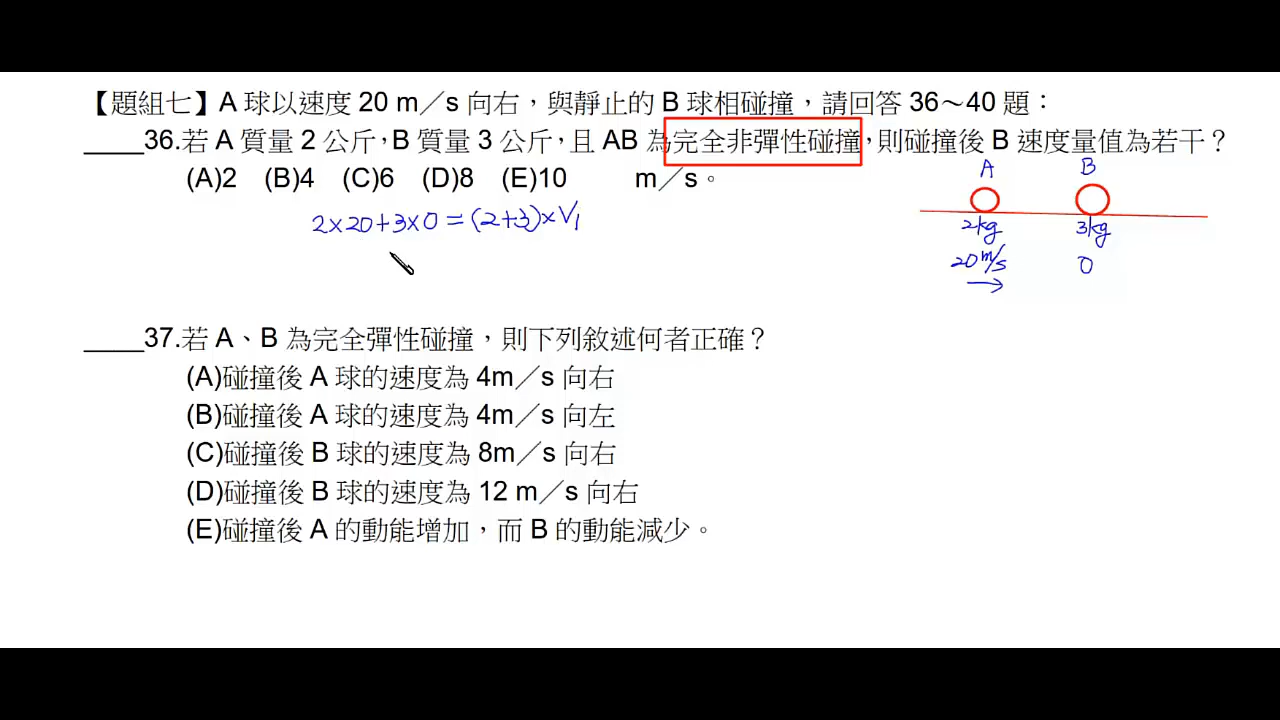 【題組七】A 球以速度 20 m／s 向右，與靜止的 B 球相碰撞，請回答 36～40 題：
____36.若 A 質量 2 公斤，B 質量 3 公斤，且 AB 為完全非彈性碰撞，則碰撞後 B 速度量值為若干？
(A)2 (B)4 (C)6 (D)8 (E)10 m／s。
2×20+3×0=(2+3)×V₁
A B
2kg 3kg
20 m/s 0
→
____37.若 A、B 為完全彈性碰撞，則下列敘述何者正確？
(A)碰撞後 A 球的速度為 4m／s 向右
(B)碰撞後 A 球的速度為 4m／s 向左
(C)碰撞後 B 球的速度為 8m／s 向右
(D)碰撞後 B 球的速度為 12 m／s 向右
(E)碰撞後 A 的動能增加，而 B 的動能減少。